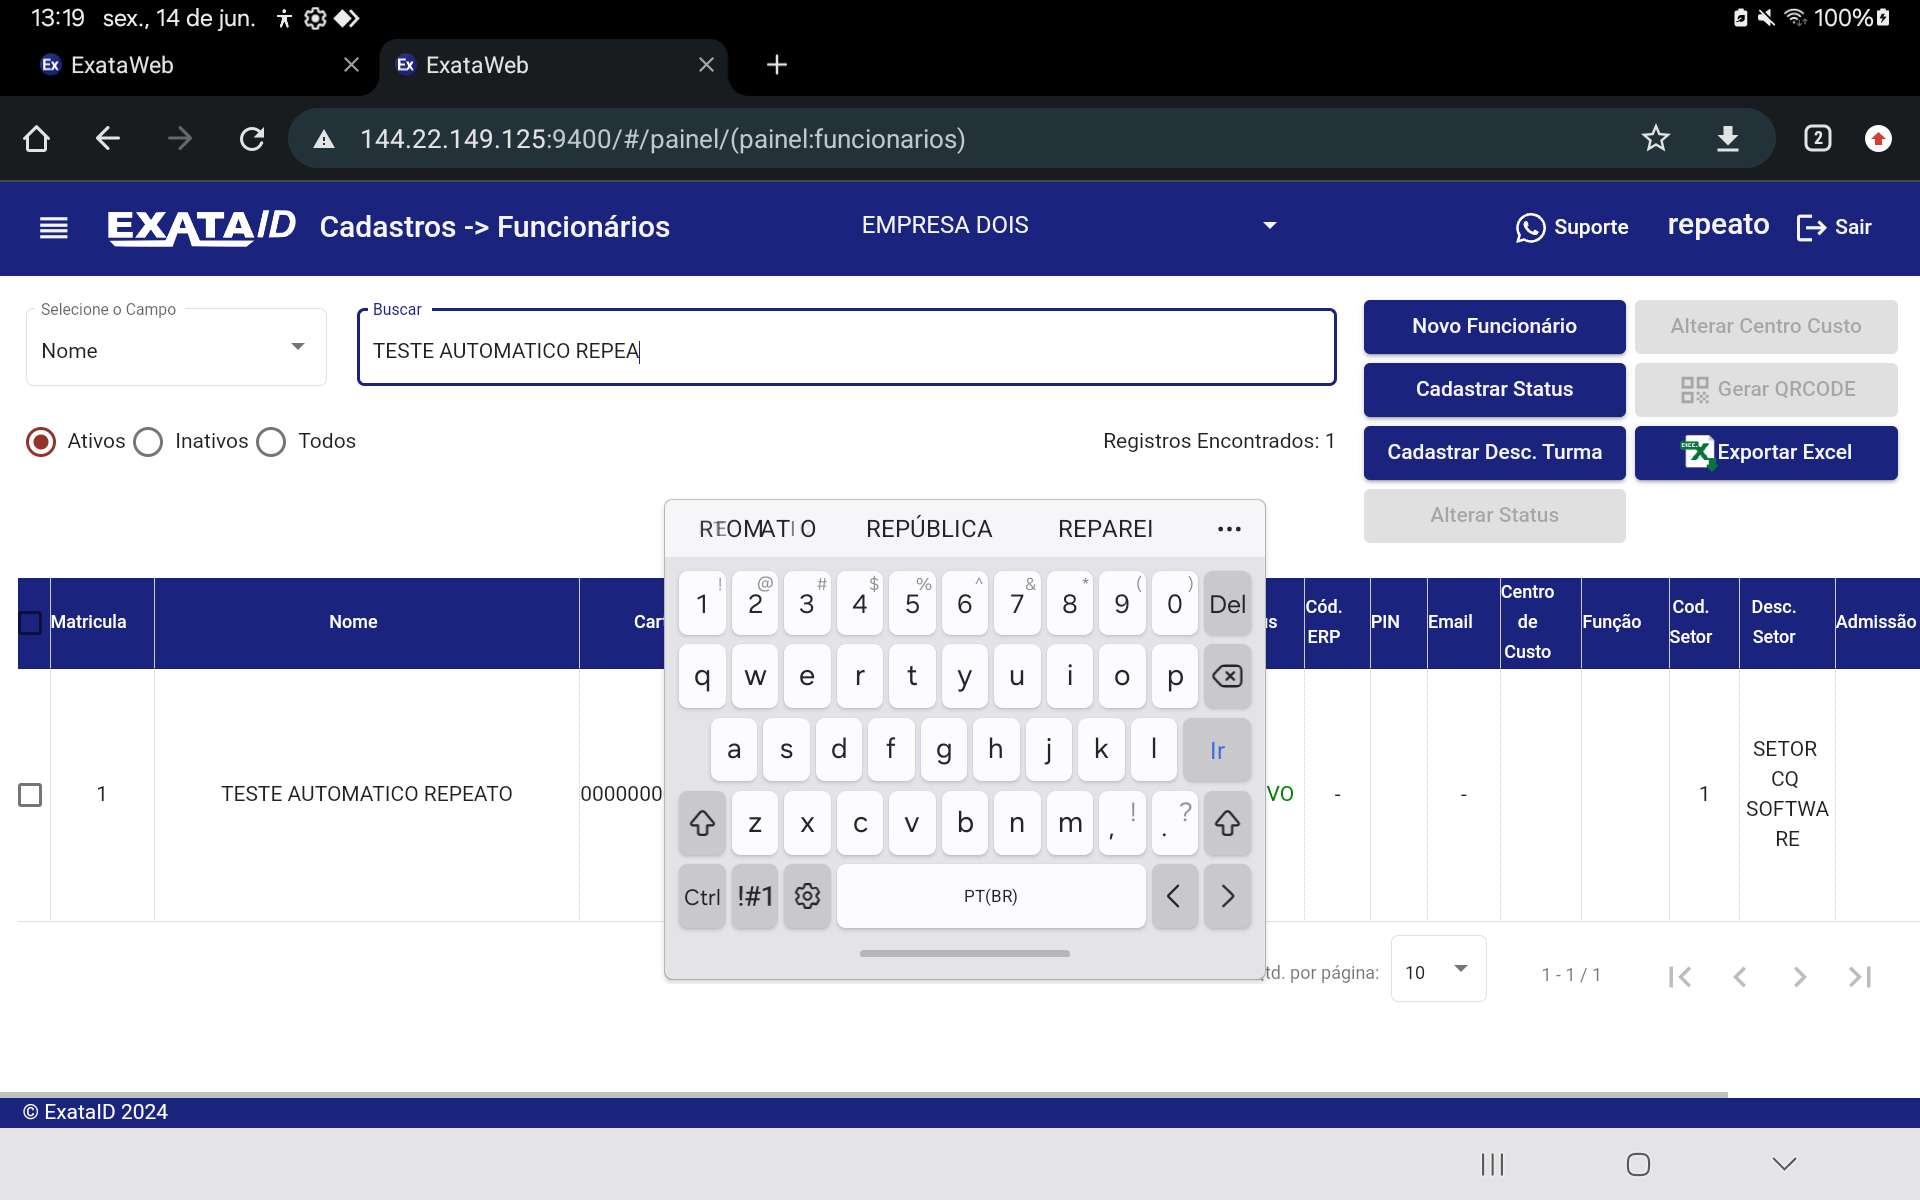 13:19 sex., 14 de jun. 100%
Ex ExataWeb
Ex ExataWeb
144.22.149.125:9400/#/painel/(painel:funcionarios)
2
EXATAID Cadastros -> Funcionários
EMPRESA DOIS
Suporte
repeato
Sair
Selecione o Campo
Nome
Buscar
TESTE AUTOMATICO REPEA
Novo Funcionário
Alterar Centro Custo
Cadastrar Status
Gerar QRCODE
Cadastrar Desc. Turma
Exportar Excel
Alterar Status
Ativos Inativos Todos
Registros Encontrados: 1
REPÚBLICA REPAREI
1 ! 2 @ 3 # 4 $ 5 % 6 ^ 7 & 8 * 9 ( 0 ) Del
q w e r t y u i o p
a s d f g h j k l Ir
z x c v b n m , ! . ?
Ctrl !#1 PT(BR) < >
Matricula
Nome
Cód. ERP
PIN
Email
Centro de Custo
Função
Cod. Setor
Desc. Setor
Admissão
1
TESTE AUTOMATICO REPEATO
0000000
VO
-
-
1
SETOR
CQ
SOFTWA
RE
td. por página:
10
1 - 1 / 1
© ExataID 2024